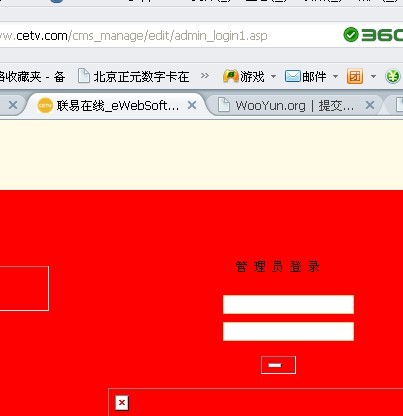 w.cetv.com/cms_manage/edit/admin_login1.asp
360
络收藏夹 - 备 北京正元数字卡在 >> 游戏 邮件 团 ¥
联易在线_eWebSoft... WooYun.org | 提交...
管 理 员 登 录